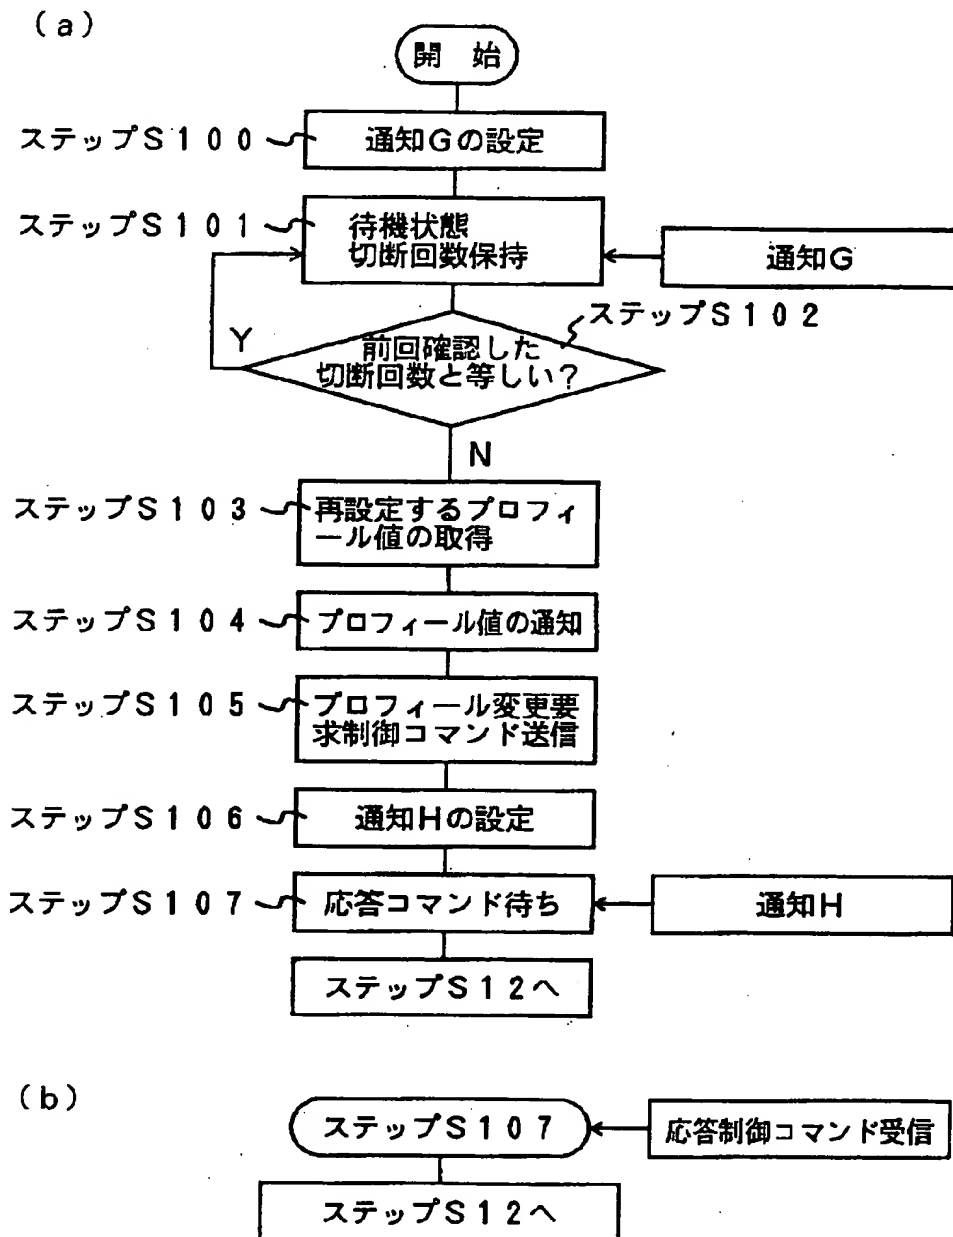 (a)
開 始
ステップS100
通知Gの設定
ステップS101
待機状態
切断回数保持
通知G
ステップS102
Y
前回確認した
切断回数と等しい?
N
ステップS103
再設定するプロフィ
ール値の取得
ステップS104
プロフィール値の通知
ステップS105
プロフィール変更要
求制御コマンド送信
ステップS106
通知Hの設定
ステップS107
応答コマンド待ち
通知H
ステップS12へ
(b)
ステップS107
応答制御コマンド受信
ステップS12へ